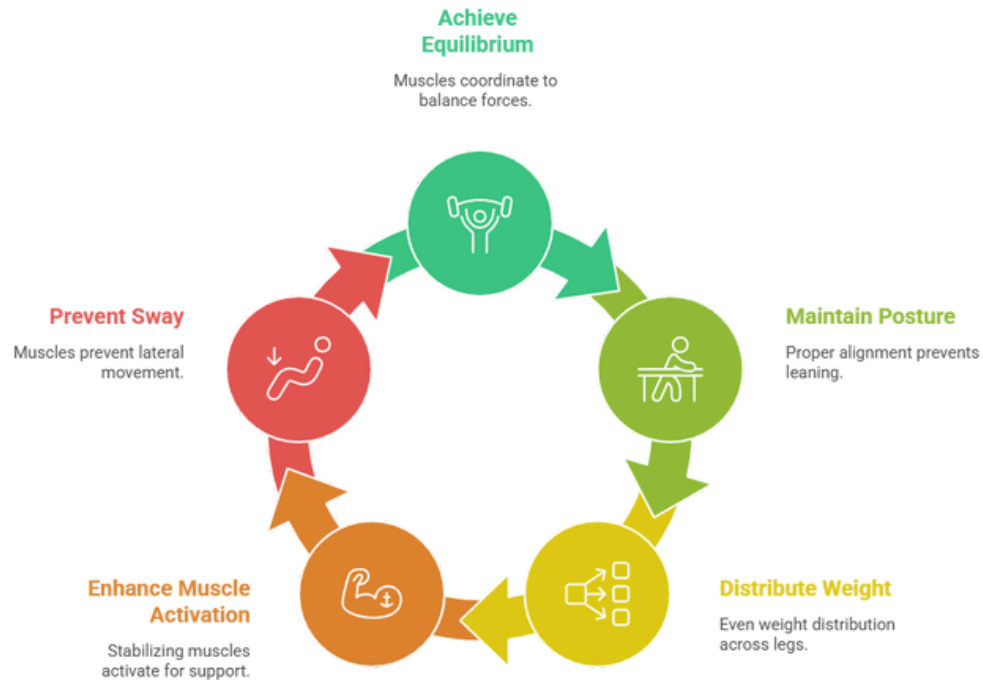 Achieve
Equilibrium
Muscles coordinate to
balance forces.
Maintain Posture
Proper alignment prevents
leaning.
Distribute Weight
Even weight distribution
across legs.
Enhance Muscle
Activation
Stabilizing muscles
activate for support.
Prevent Sway
Muscles prevent lateral
movement.